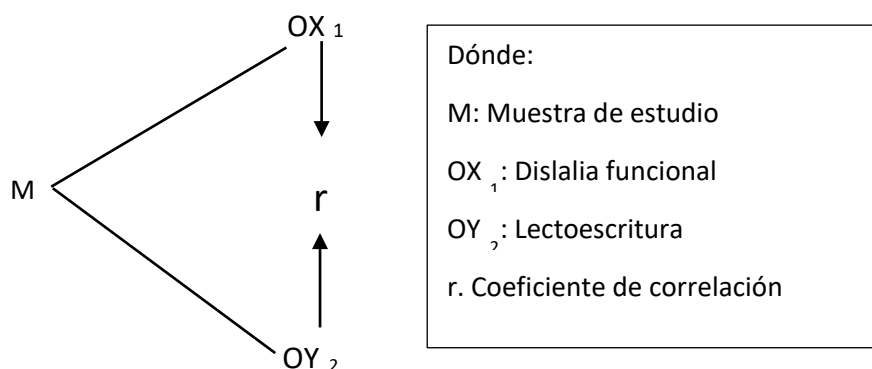 OX 1
M
r
OY 2
Dónde:
M: Muestra de estudio
OX 1: Dislalia funcional
OY 2: Lectoescritura
r. Coeficiente de correlación